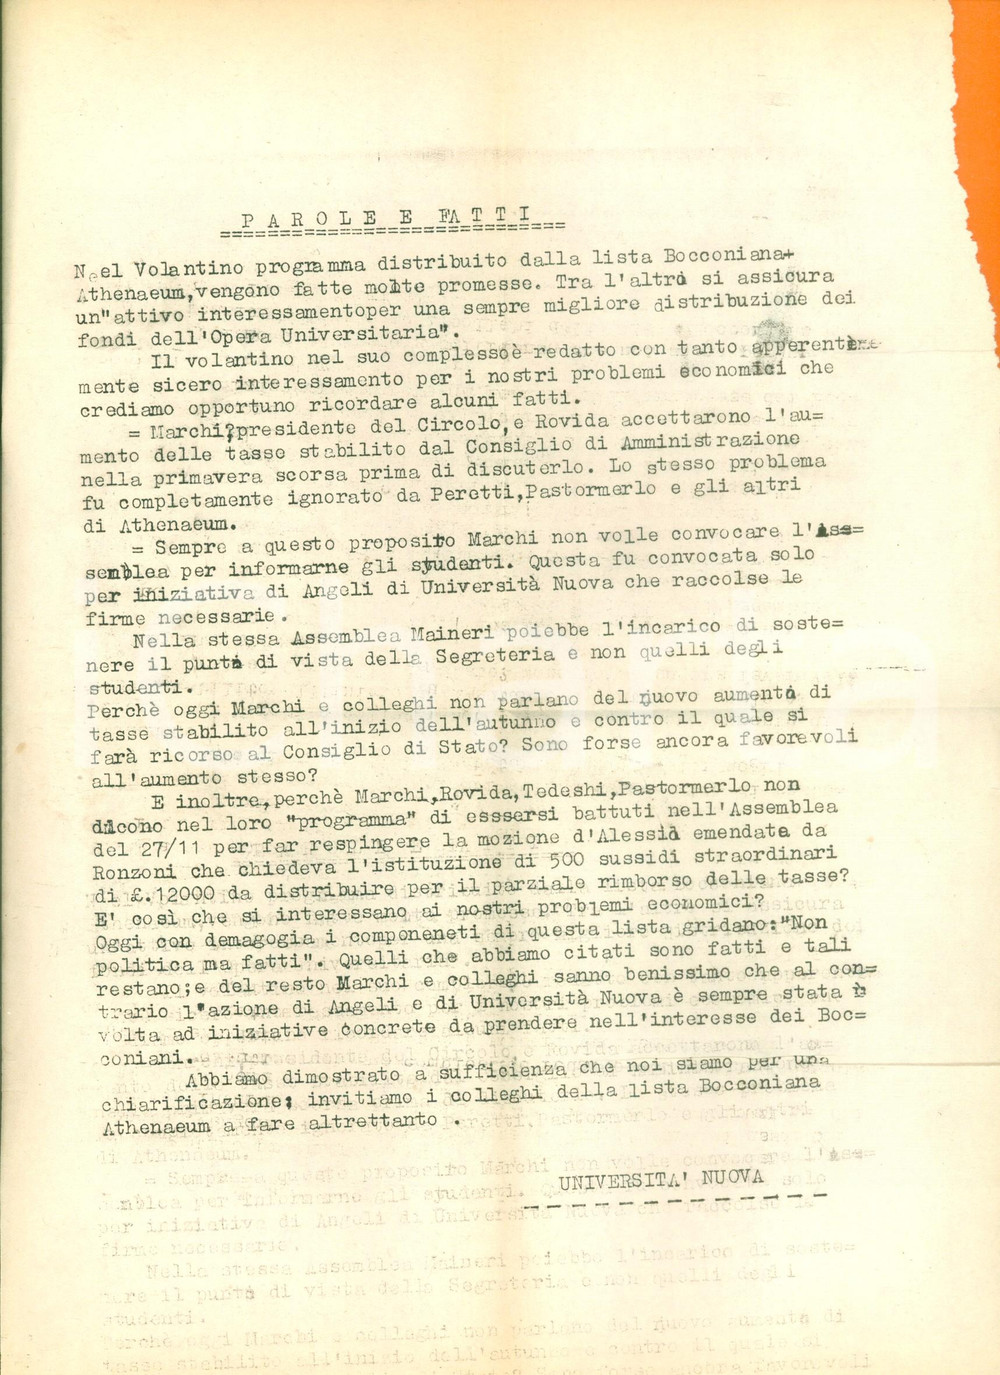 PAROLE E FATTI
Neel Volantino programma distribuito dalla lista Bocconiana+
Athenaeum,vengono fatte molte promesse. Tra l'altro si assicura
un"attivo interessamentoper una sempre migliore distribuzione dei
fondi dell'Opera Universitaria".
Il volantino nel suo complessoè redatto con tanto apperente=
mente sicero interessamento per i nostri problemi economici che
crediamo opportuno ricordare alcuni fatti.
= Marchi,presidente del Circolo,e Rovida accettarono l'au=
mento delle tasse stabilito dal Consiglio di Amministrazione
nella primavera scorsa prima di discuterlo. Lo stesso problema
fu completamente ignorato da Peretti,Pastormerlo e gli altri
di Athenaeum.
= Sempre a questo proposito Marchi non volle convocare l'Ass=
semblea per informarne gli studenti. Questa fu convocata solo
per iniziativa di Angeli di Università Nuova che raccolse le
firme necessarie.
Nella stessa Assemblea Maineri poiebbe l'incarico di soste=
nere il punto di vista della Segreteria e non quelli degli
studenti.
Perchè oggi Marchi e colleghi non parlano del nuovo aumento di
tasse stabilito all'inizio dell'autunno e contro il quale si
farà ricorso al Consiglio di Stato? Sono forse ancora favorevoli
all'aumento stesso?
E inoltre,perchè Marchi,Rovida,Tedeshi,Pastormerlo non
dicono nel loro "programma" di esssersi battuti nell'Assemblea
del 27/11 per far respingere la mozione d'Alessio emendata da
Ronzoni che chiedeva l'istituzione di 500 sussidi straordinari
di £.12000 da distribuire per il parziale rimborso delle tasse?
E' così che si interessano ai nostri problemi economici?
Oggi con demagogia i componeneti di questa lista gridano:"Non
politica ma fatti". Quelli che abbiamo citati sono fatti e tali
restano;e del resto Marchi e colleghi sanno benissimo che al con=
trario l'azione di Angeli e di Università Nuova è sempre stata
volta ad iniziative concrete da prendere nell'interesse dei Boc=
coniani.
Abbiamo dimostrato a sufficienza che noi siamo per una
chiarificazione; invitiamo i colleghi della lista Bocconiana
Athenaeum a fare altrettanto .
UNIVERSITA' NUOVA